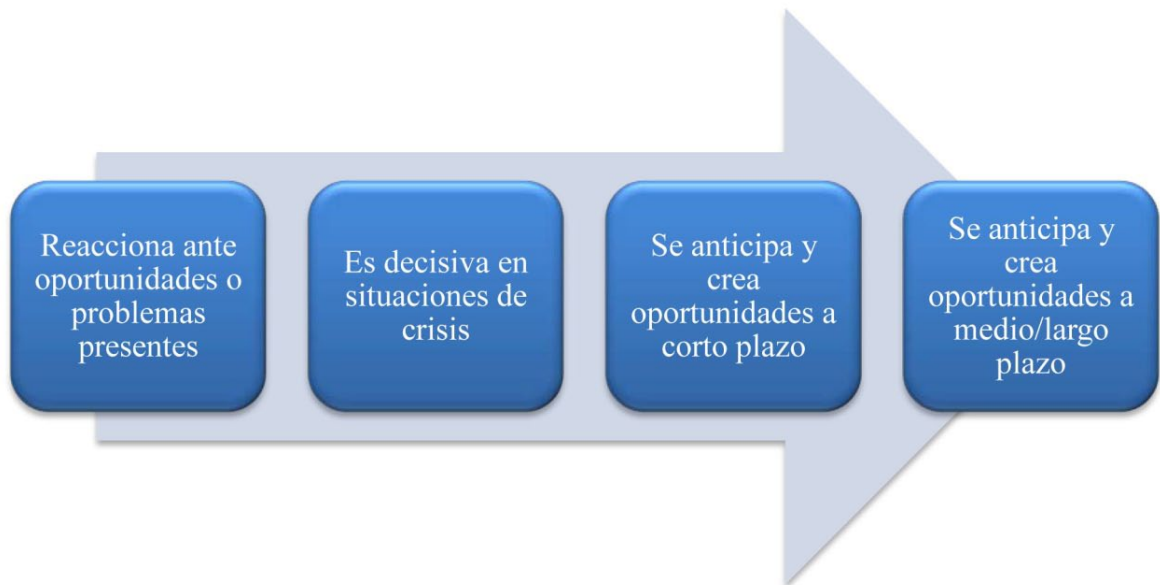 Reacciona ante
oportunidades o
problemas
presentes
Es decisiva en
situaciones de
crisis
Se anticipa y
crea
oportunidades a
corto plazo
Se anticipa y
crea
oportunidades a
medio/largo
plazo